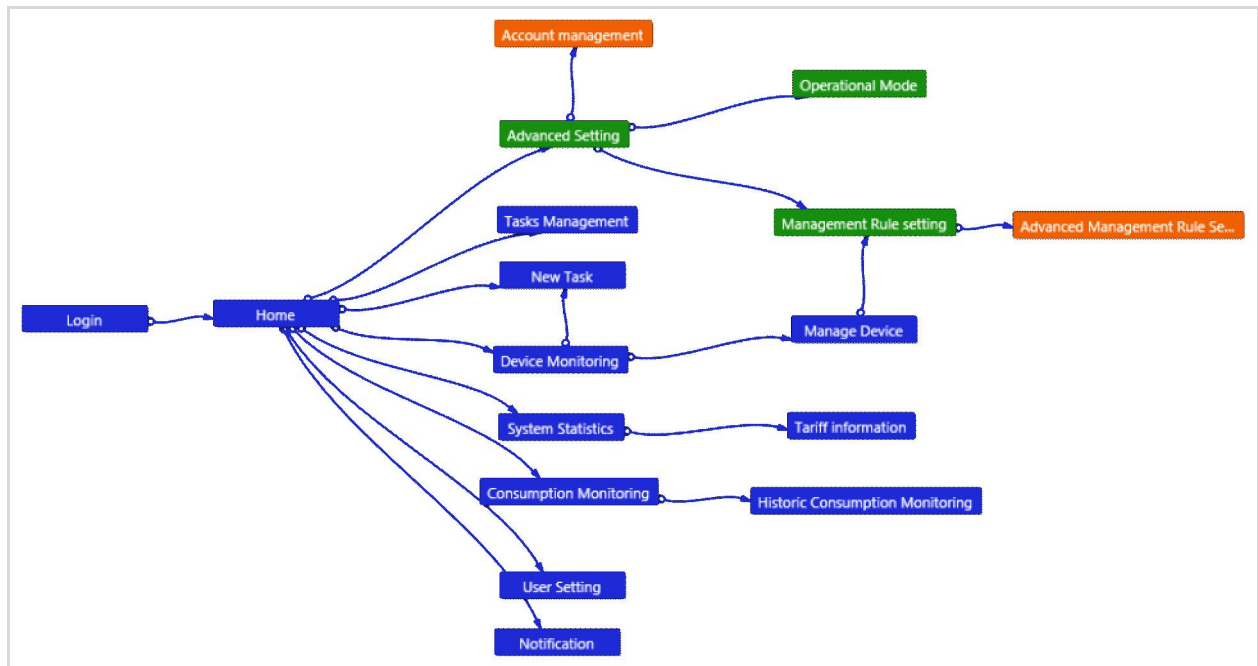 Account management
Operational Mode
Advanced Setting
Tasks Management
Management Rule setting
Advanced Management Rule Se...
New Task
Login
Home
Manage Device
Device Monitoring
System Statistics
Tariff information
Consumption Monitoring
Historic Consumption Monitoring
User Setting
Notification